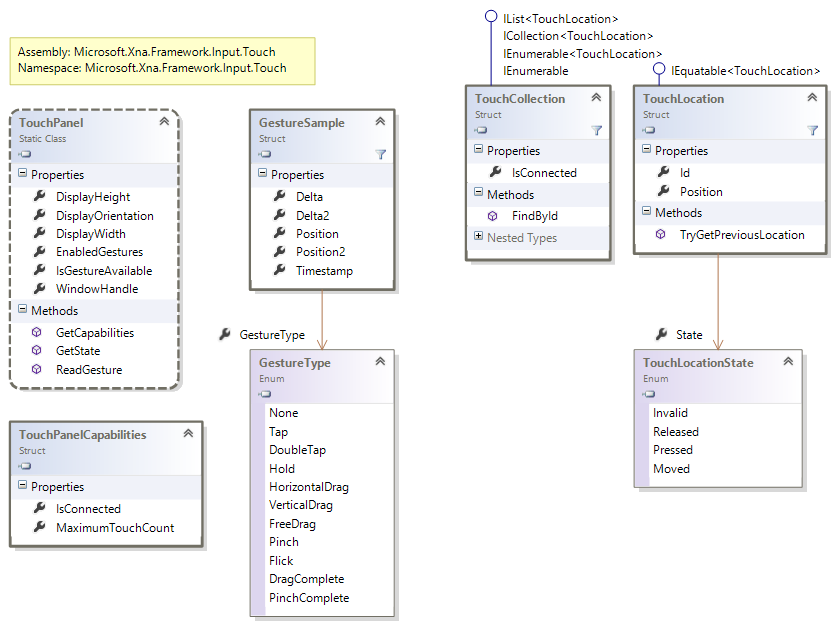 Assembly: Microsoft.Xna.Framework.Input.Touch
Namespace: Microsoft.Xna.Framework.Input.Touch
TouchPanel
Static Class
Properties
DisplayHeight
DisplayOrientation
DisplayWidth
EnabledGestures
IsGestureAvailable
WindowHandle
Methods
GetCapabilities
GetState
ReadGesture
TouchPanelCapabilities
Struct
Properties
IsConnected
MaximumTouchCount
GestureSample
Struct
Properties
Delta
Delta2
Position
Position2
Timestamp
GestureType
GestureType
Enum
None
Tap
DoubleTap
Hold
HorizontalDrag
VerticalDrag
FreeDrag
Pinch
Flick
DragComplete
PinchComplete
IList<TouchLocation>
ICollection<TouchLocation>
IEnumerable<TouchLocation>
IEnumerable
TouchCollection
Struct
Properties
IsConnected
Methods
FindById
Nested Types
IEquatable<TouchLocation>
TouchLocation
Struct
Properties
Id
Position
Methods
TryGetPreviousLocation
State
TouchLocationState
Enum
Invalid
Released
Pressed
Moved